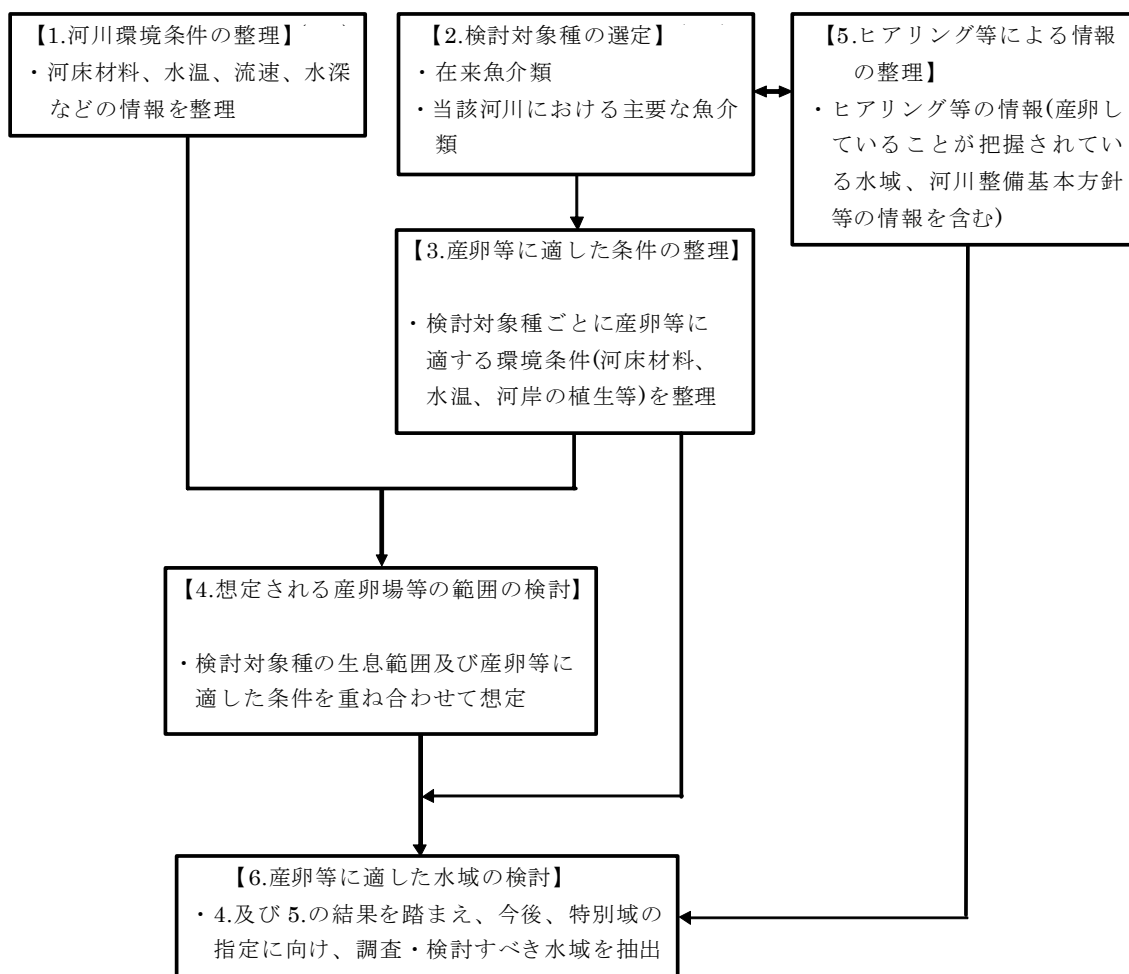 【1.河川環境条件の整理】
・河床材料、水温、流速、水深
などの情報を整理
【2.検討対象種の選定】
・在来魚介類
・当該河川における主要な魚介
類
【5.ヒアリング等による情報
の整理】
・ヒアリング等の情報(産卵し
ていることが把握されてい
る水域、河川整備基本方針
等の情報を含む)
【3.産卵等に適した条件の整理】
・検討対象種ごとに産卵等に
適する環境条件(河床材料、
水温、河岸の植生等)を整理
【4.想定される産卵場等の範囲の検討】
・検討対象種の生息範囲及び産卵等に
適した条件を重ね合わせて想定
【6.産卵等に適した水域の検討】
・4.及び 5.の結果を踏まえ、今後、特別域の
指定に向け、調査・検討すべき水域を抽出